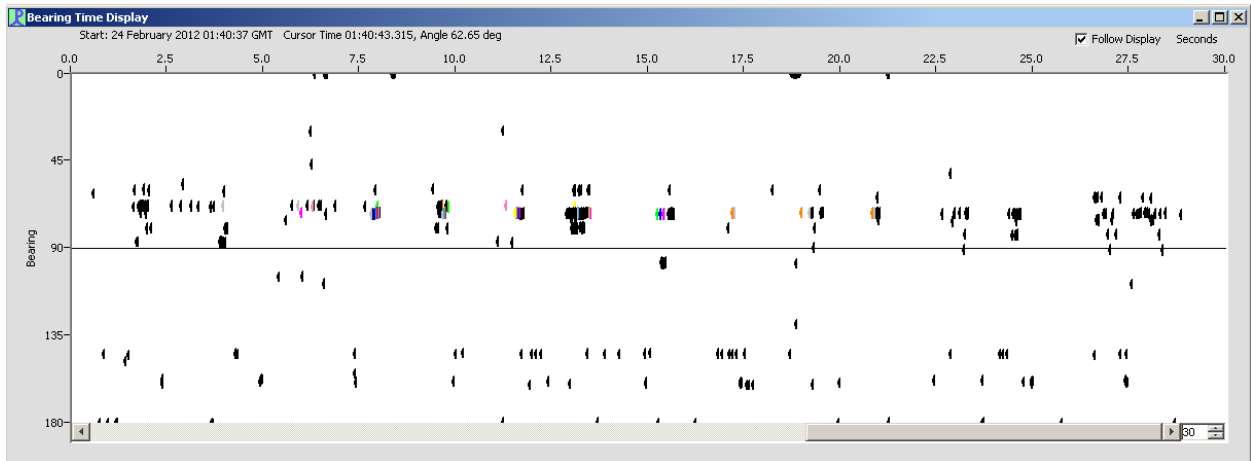 Bearing Time Display
Start: 24 February 2012 01:40:37 GMT Cursor Time 01:40:43.315, Angle 62.65 deg
Follow Display Seconds
0.0 2.5 5.0 7.5 10.0 12.5 15.0 17.5 20.0 22.5 25.0 27.5 30.0
0
45
90
135
180
Bearing
30